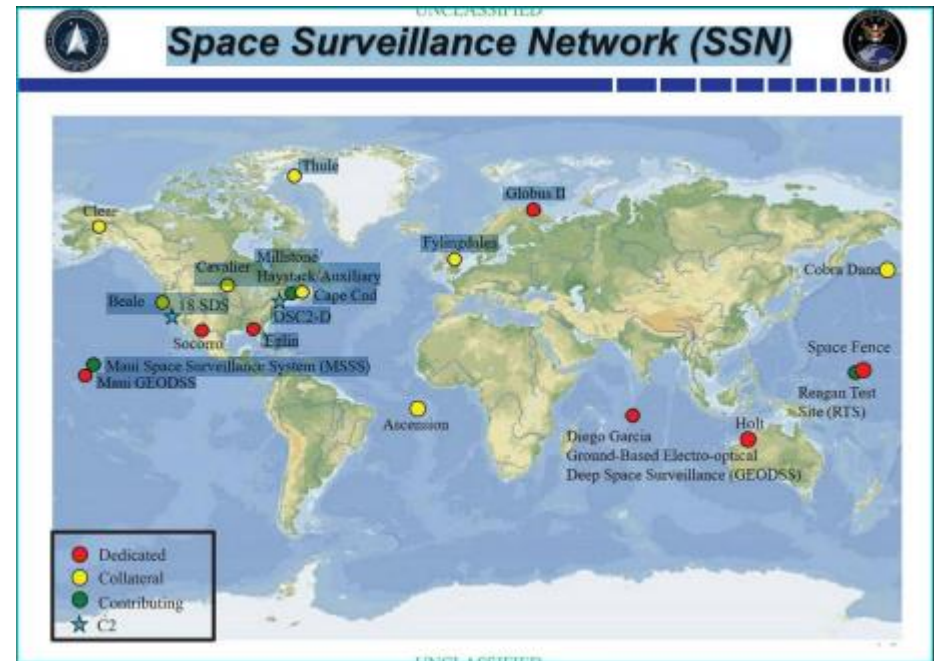 UNCLASSIFIED
Space Surveillance Network (SSN)
Thule
Globus II
Clear
Fylingdales
Millstone
Cavalier
Haystack/Auxiliary
Cobra Dane
Cape Cod
Beale
18 SDS
DSC2-D
Socorro
Eglin
Space Fence
Maui Space Surveillance System (MSSS)
Maui GEODSS
Reagan Test
Site (RTS)
Ascension
Holt
Diego Garcia
Ground-Based Electro-optical
Deep Space Surveillance (GEODSS)
Dedicated
Collateral
Contributing
C2
UNCLASSIFIED